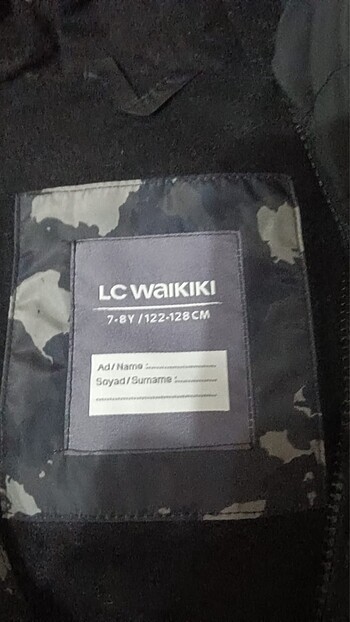 LC WAIKIKI
7-8Y / 122-128 CM
Ad / Name :
Soyad / Surname :